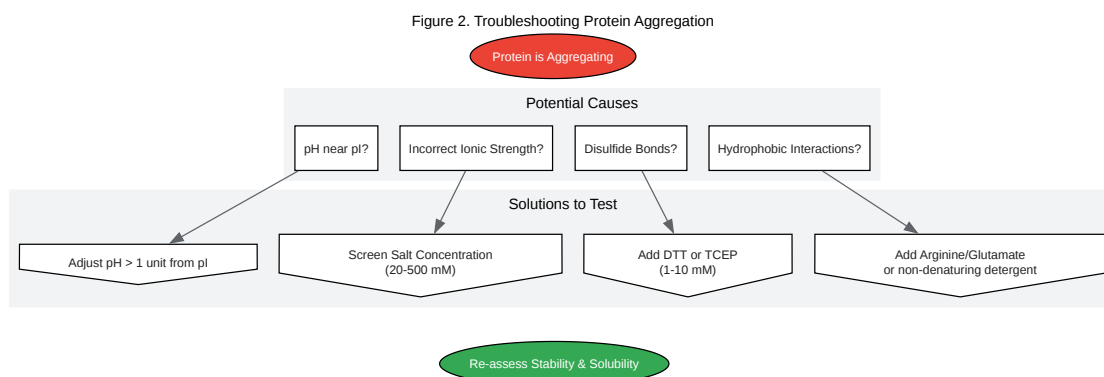 Figure 2. Troubleshooting Protein Aggregation
Protein is Aggregating
Potential Causes
pH near pI?
Incorrect Ionic Strength?
Disulfide Bonds?
Hydrophobic Interactions?
Solutions to Test
Adjust pH > 1 unit from pI
Screen Salt Concentration
(20-500 mM)
Add DTT or TCEP
(1-10 mM)
Add Arginine/Glutamate
or non-denaturing detergent
Re-assess Stability & Solubility